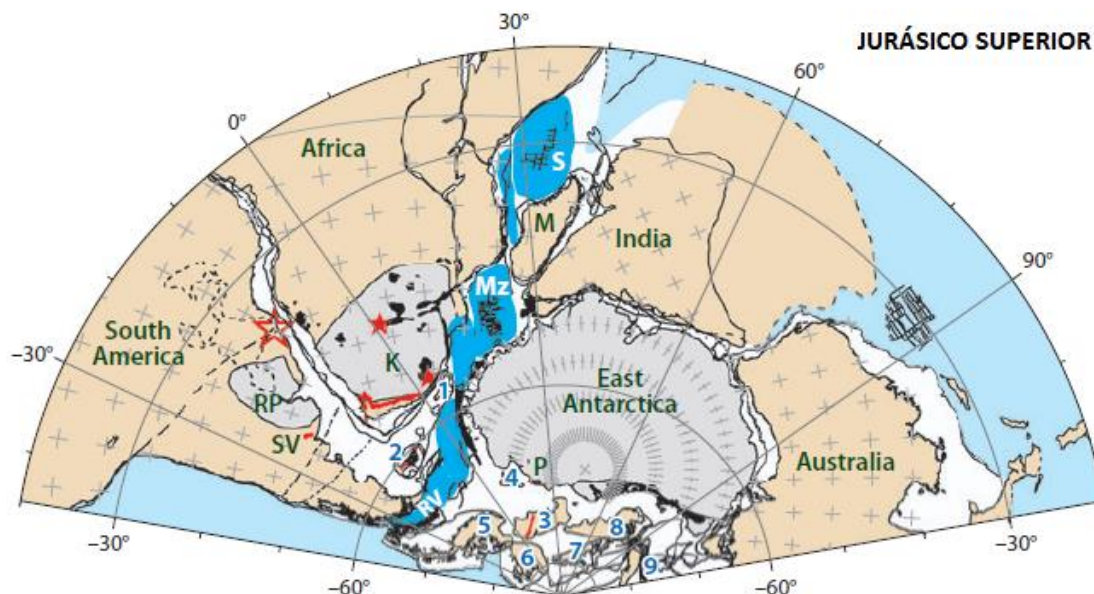 JURÁSICO SUPERIOR
30°
60°
0°
Africa
S
M
India
90°
Mz
South
America
−30°
K
East
Antarctica
RP
1
SV
2
P
4
Australia
RV
5
3
8
6
7
9
−30°
−60°
−60°
−30°